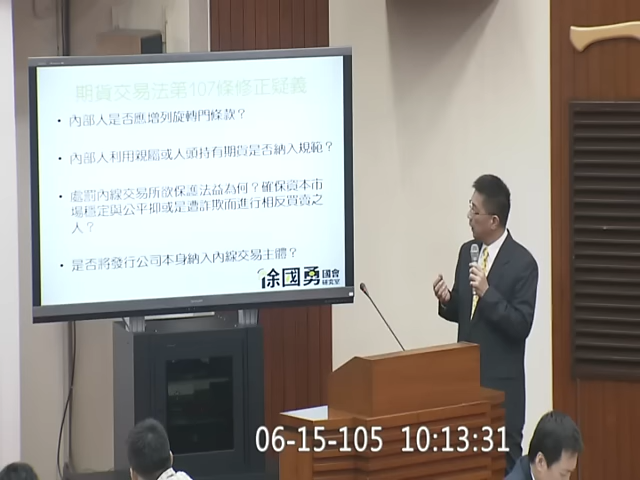 期貨交易法第107條修正疑義
• 內部人是否應增列旋轉門條款？
• 內部人利用親屬或人頭持有期貨是否納入規範？
• 處罰內線交易所欲保護法益為何？確保資本市
場穩定與公平抑或是遭詐欺而進行相反買賣之
人？
• 是否將發行公司本身納入內線交易主體？
徐國勇 國會
研究室
06-15-105 10:13:31